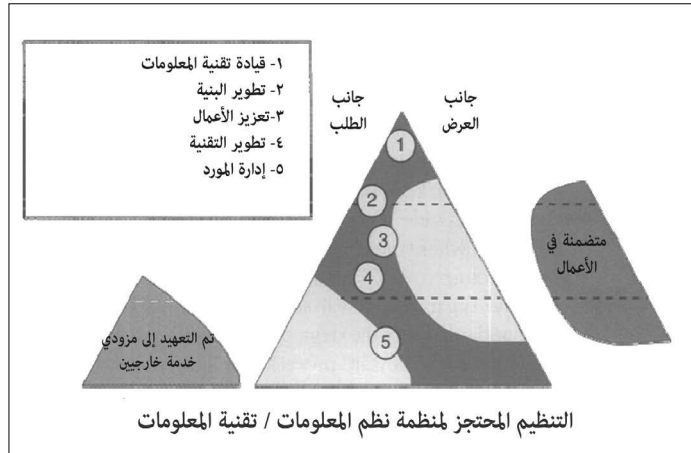 ١- قيادة تقنية المعلومات
٢- تطوير البنية
٣-تعزيز الأعمال
٤- تطوير التقنية
٥- إدارة المورد
جانب
الطلب
جانب
العرض
1
2
3
4
5
متضمنة في
الأعمال
تم التعهيد إلى مزودي
خدمة خارجيين
التنظيم المحتجز لمنظمة نظم المعلومات / تقنية المعلومات